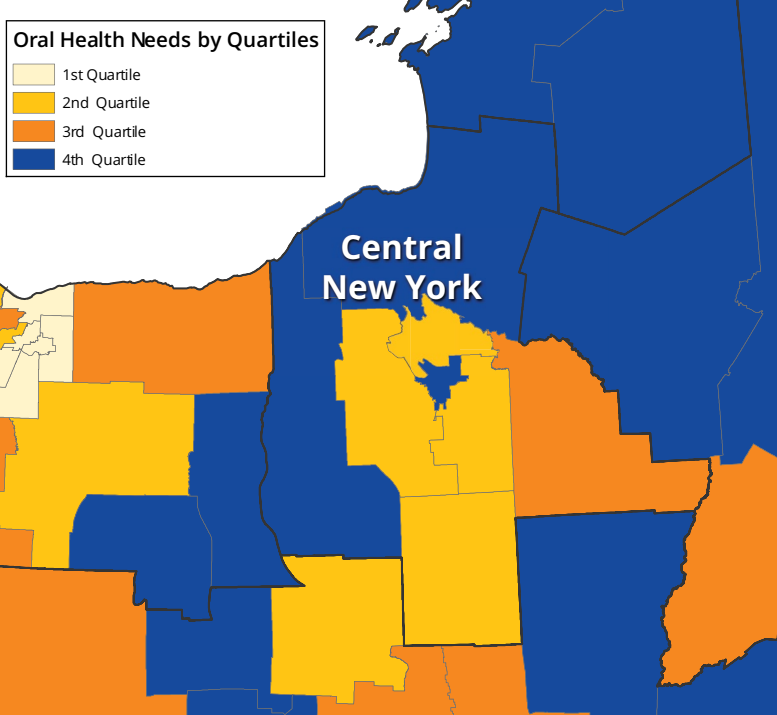 Oral Health Needs by Quartiles
1st Quartile
2nd Quartile
3rd Quartile
4th Quartile
Central
New York